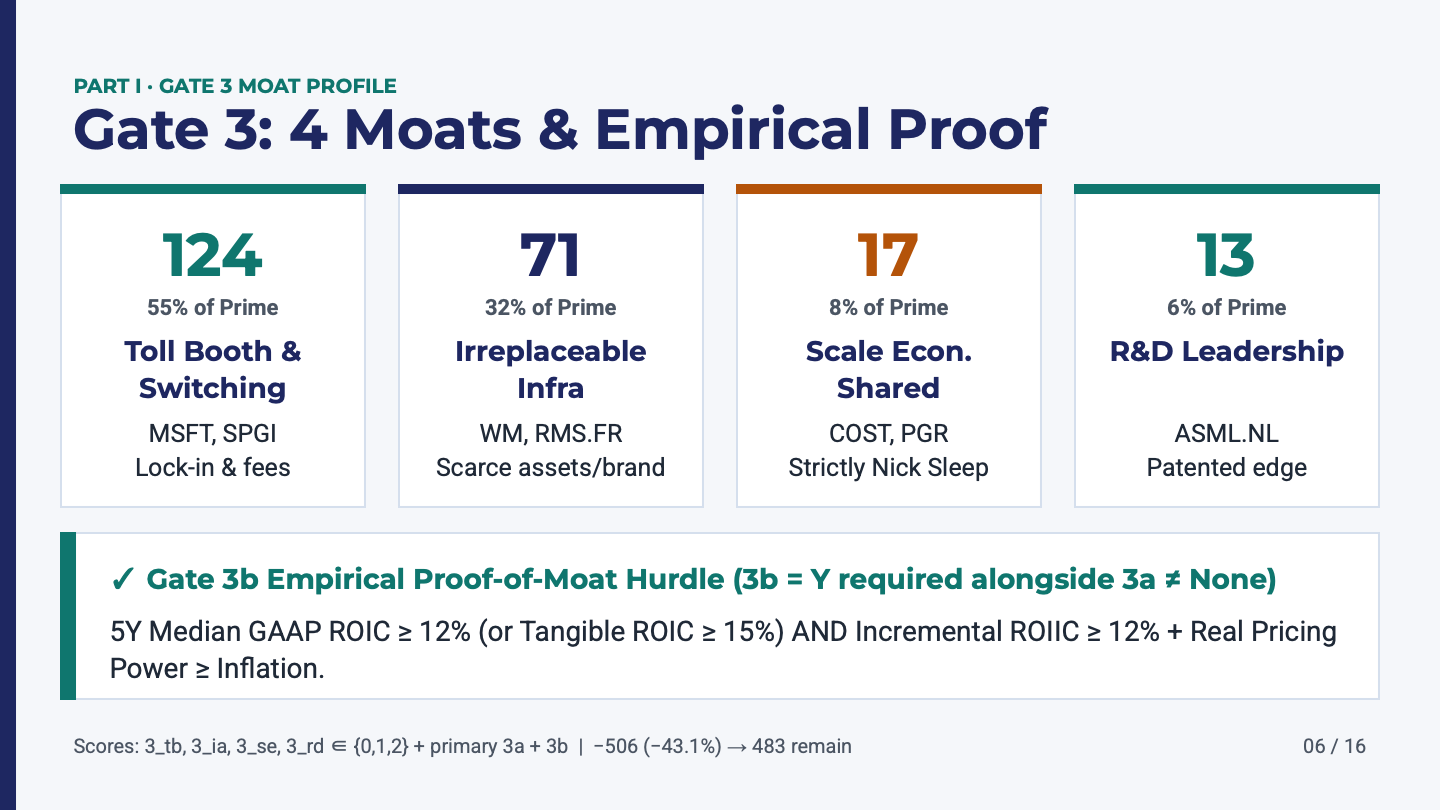 PART I · GATE 3 MOAT PROFILE
Gate 3: 4 Moats & Empirical Proof
124
55% of Prime
Toll Booth &
Switching
MSFT, SPGI
Lock-in & fees
71
32% of Prime
Irreplaceable
Infra
WM, RMS.FR
Scarce assets/brand
17
8% of Prime
Scale Econ.
Shared
COST, PGR
Strictly Nick Sleep
13
6% of Prime
R&D Leadership
ASML.NL
Patented edge
✓ Gate 3b Empirical Proof-of-Moat Hurdle (3b = Y required alongside 3a ≠ None)
5Y Median GAAP ROIC ≥ 12% (or Tangible ROIC ≥ 15%) AND Incremental ROIIC ≥ 12% + Real Pricing
Power ≥ Inflation.
Scores: 3_tb, 3_ia, 3_se, 3_rd ∈ {0,1,2} + primary 3a + 3b | −506 (−43.1%) → 483 remain
06 / 16